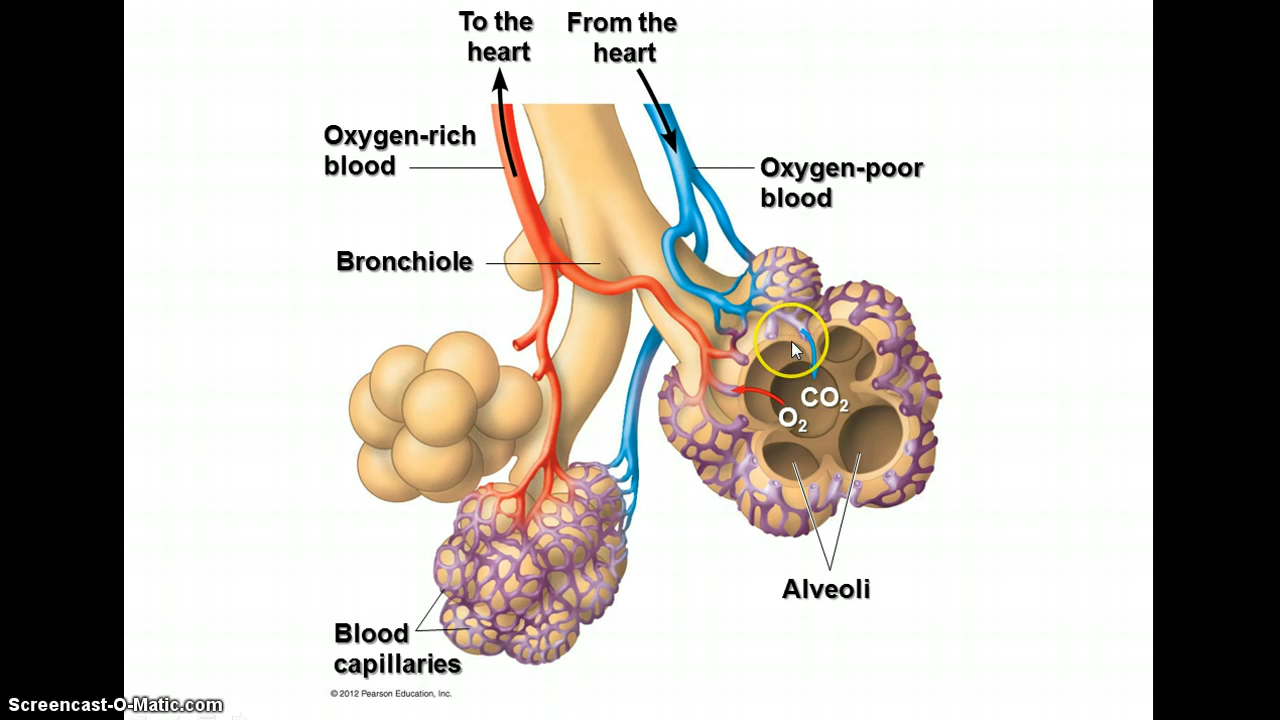 To the
heart
From the
heart
Oxygen-rich
blood
Oxygen-poor
blood
Bronchiole
CO2
O2
Alveoli
Blood
capillaries
© 2012 Pearson Education, Inc.
Screencast-O-Matic.com